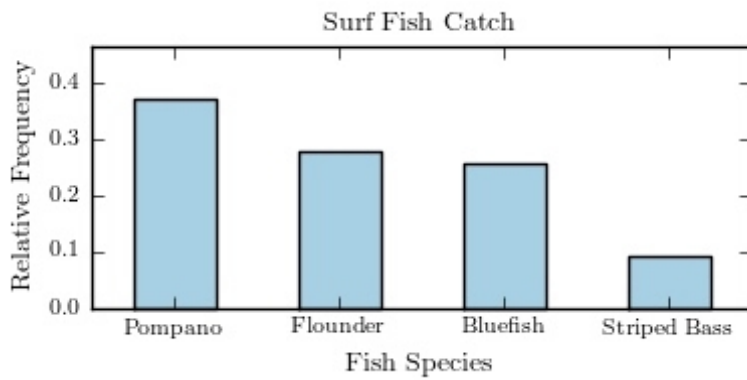 Surf Fish Catch
Relative Frequency
0.4
0.3
0.2
0.1
0.0
Pompano Flounder Bluefish Striped Bass
Fish Species